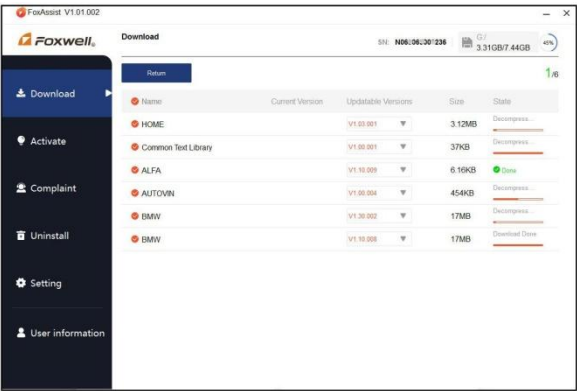 FoxAssist V1.01.002
Foxwell®
Download
G:/
3.31GB/7.44GB
45%
Return
1/6
Name Current Version Updatable Versions Size State
HOME V1.03.001 3.12MB Decompress...
Common Text Library V1.00.001 37KB Decompress...
ALFA V1.10.009 6.16KB Done
AUTOVIN V1.00.004 454KB Decompress...
BMW V1.30.002 17MB Decompress...
BMW V1.10.008 17MB Download Done
Download
Activate
Complaint
Uninstall
Setting
User information
SN: